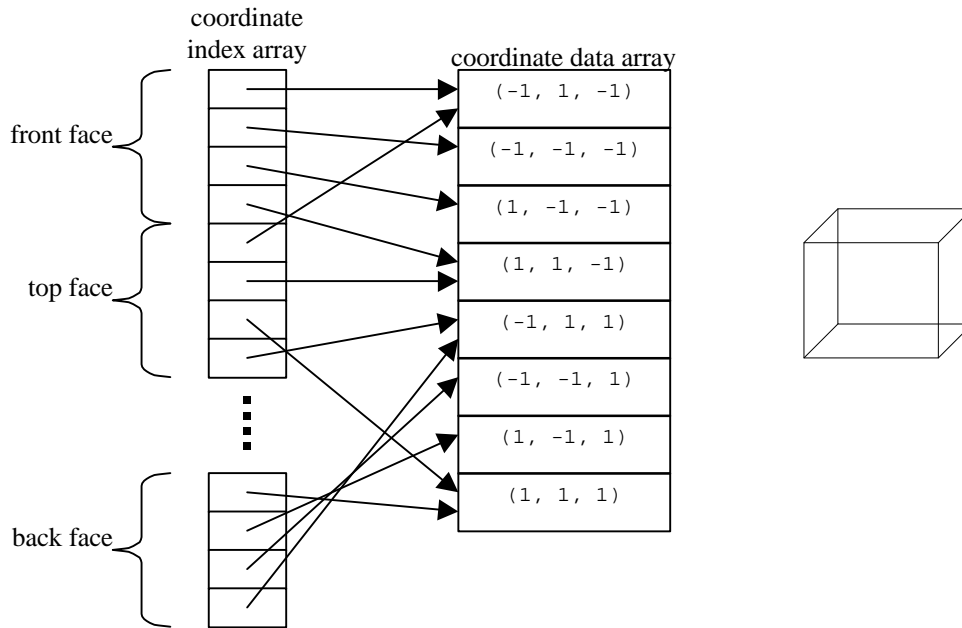 coordinate
index array
coordinate data array
front face
top face
back face
(-1, 1, -1)
(-1, -1, -1)
(1, -1, -1)
(1, 1, -1)
(-1, 1, 1)
(-1, -1, 1)
(1, -1, 1)
(1, 1, 1)